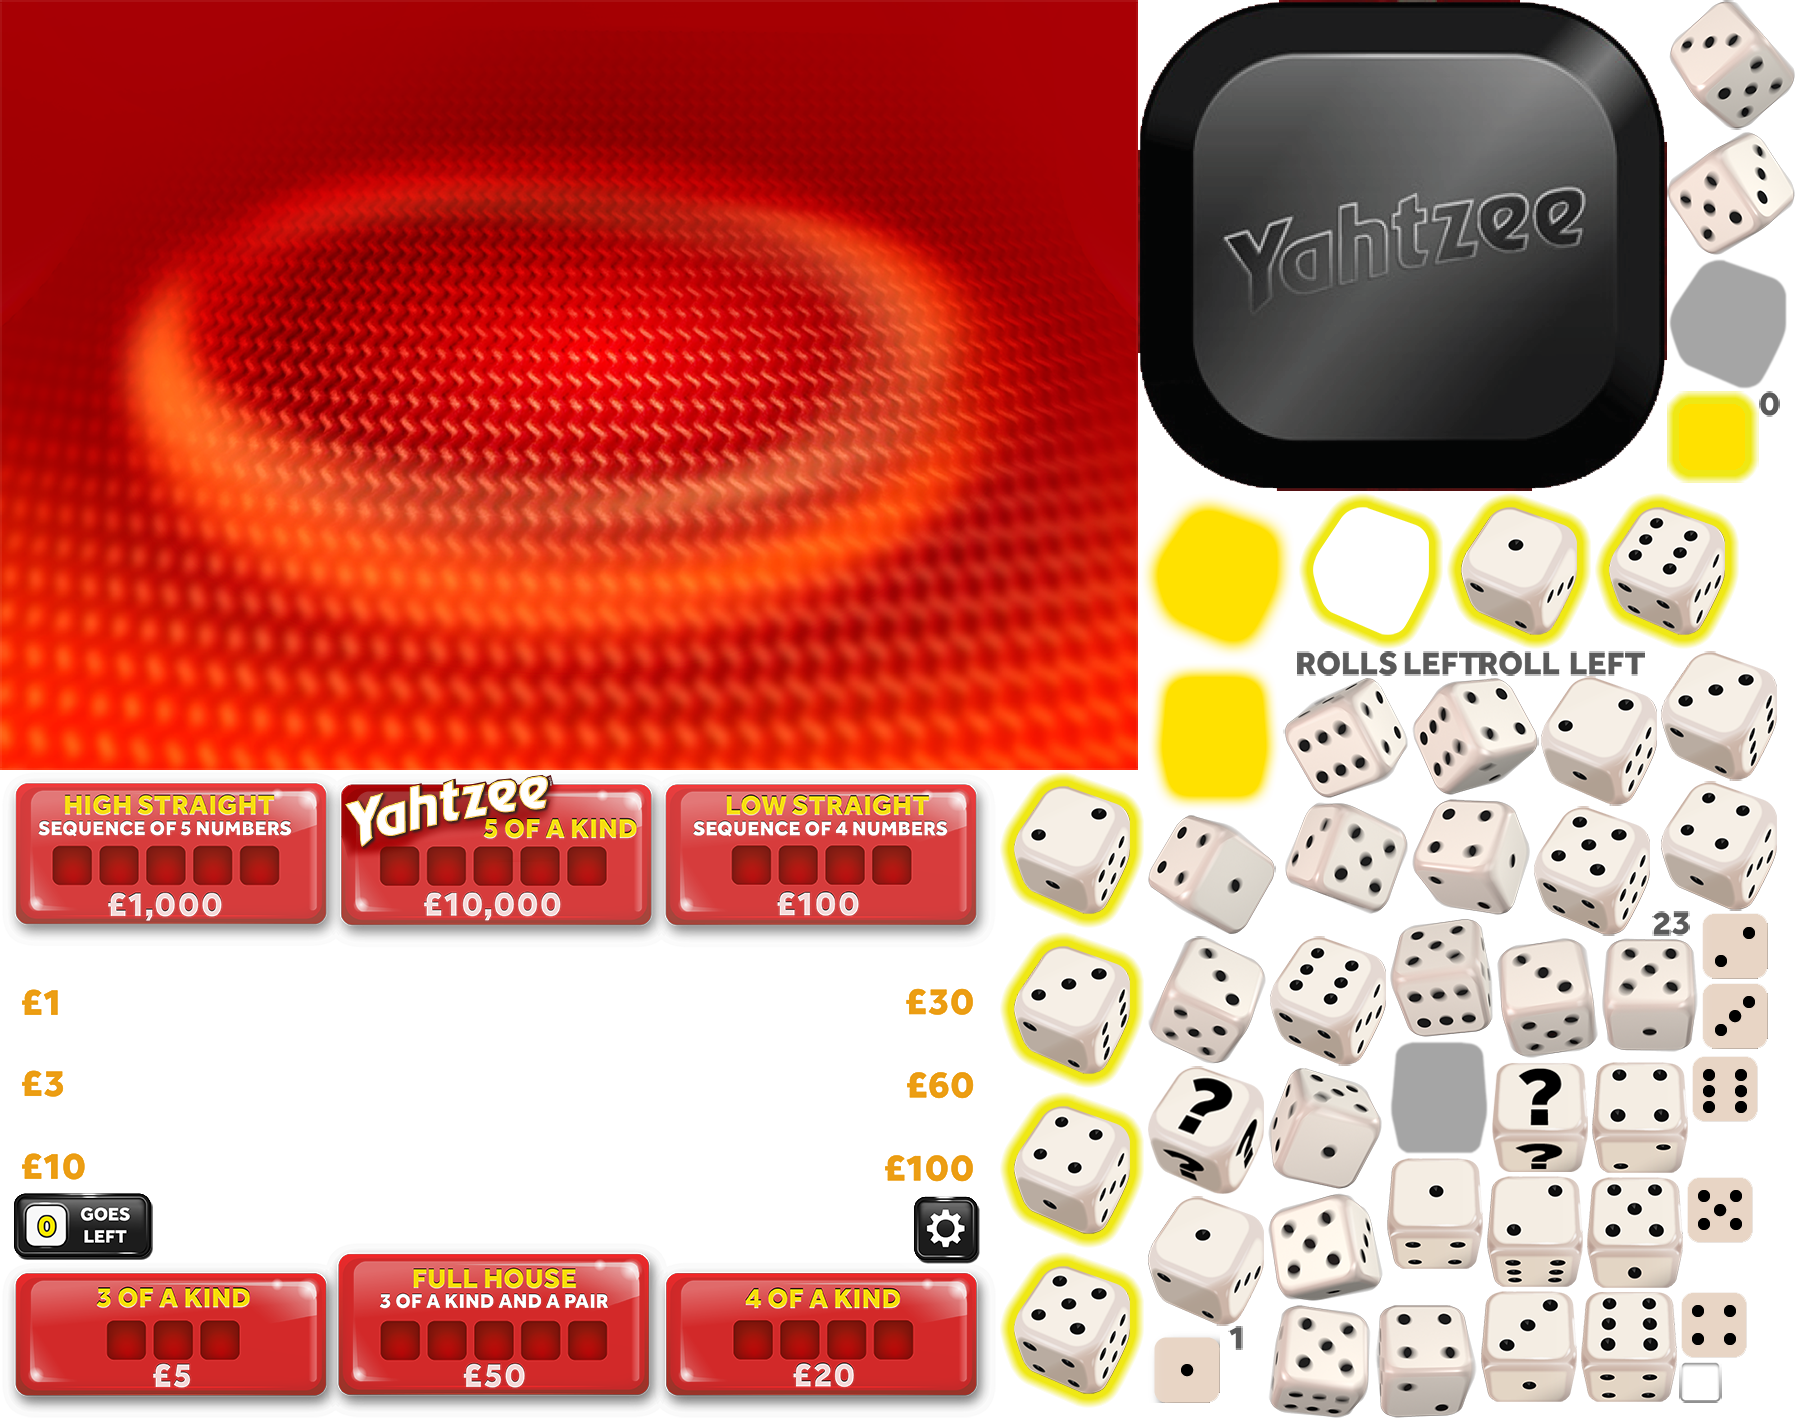 Yahtzee
0
ROLLS LEFT
ROLL LEFT
HIGH STRAIGHT
SEQUENCE OF 5 NUMBERS
£1,000
Yahtzee
5 OF A KIND
£10,000
LOW STRAIGHT
SEQUENCE OF 4 NUMBERS
£100
23
£1
£30
£3
£60
? ? ?
? ?
£10
£100
0
GOES
LEFT
3 OF A KIND
£5
FULL HOUSE
3 OF A KIND AND A PAIR
£50
4 OF A KIND
£20
1